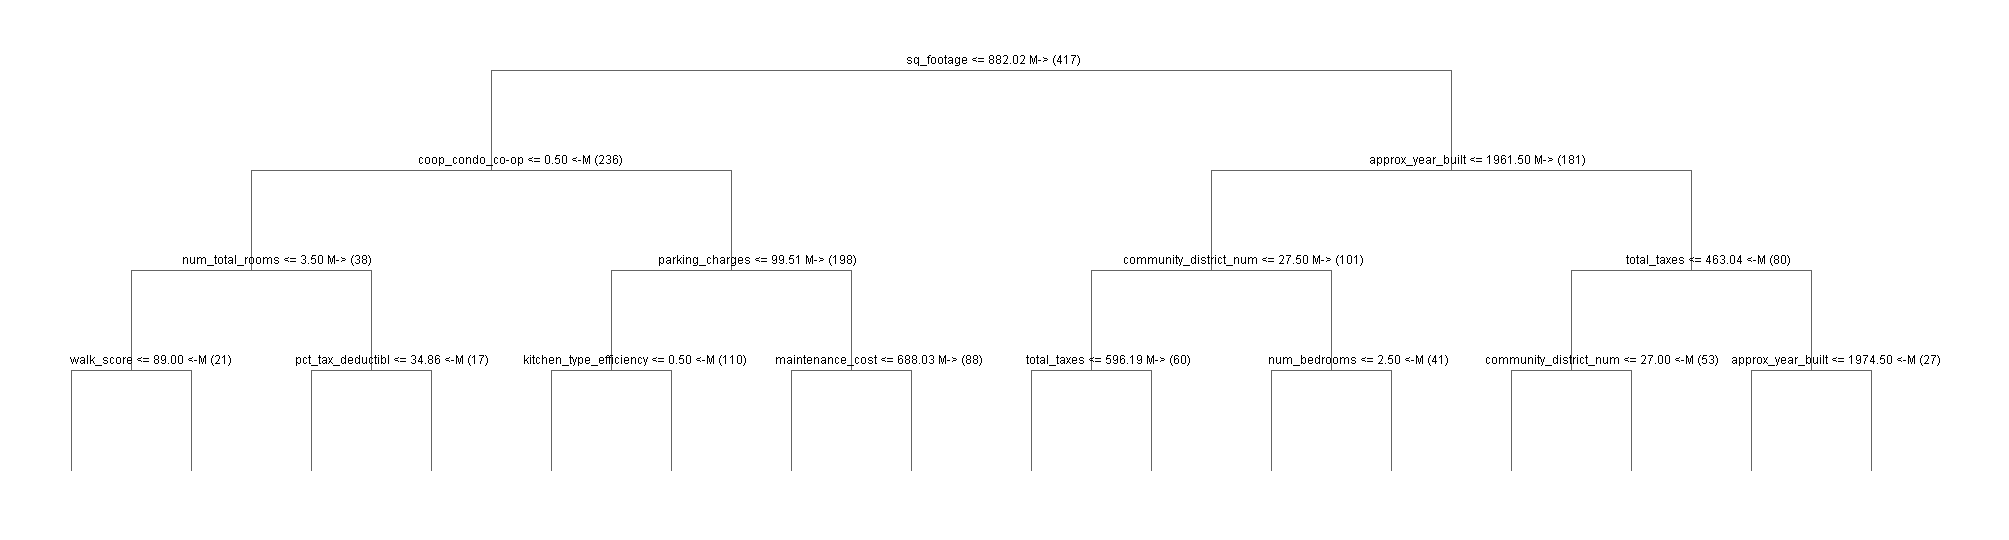 sq_footage <= 882.02 M-> (417)
coop_condo_co-op <= 0.50 <-M (236)
approx_year_built <= 1961.50 M-> (181)
num_total_rooms <= 3.50 M-> (38)
parking_charges <= 99.51 M-> (198)
community_district_num <= 27.50 M-> (101)
total_taxes <= 463.04 <-M (80)
walk_score <= 89.00 <-M (21)
pct_tax_deductibl <= 34.86 <-M (17)
kitchen_type_efficiency <= 0.50 <-M (110)
maintenance_cost <= 688.03 M-> (88)
total_taxes <= 596.19 M-> (60)
num_bedrooms <= 2.50 <-M (41)
community_district_num <= 27.00 <-M (53)
approx_year_built <= 1974.50 <-M (27)